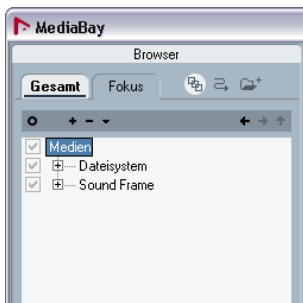 MediaBay
Browser
Gesamt Fokus
Medien
Dateisystem
Sound Frame